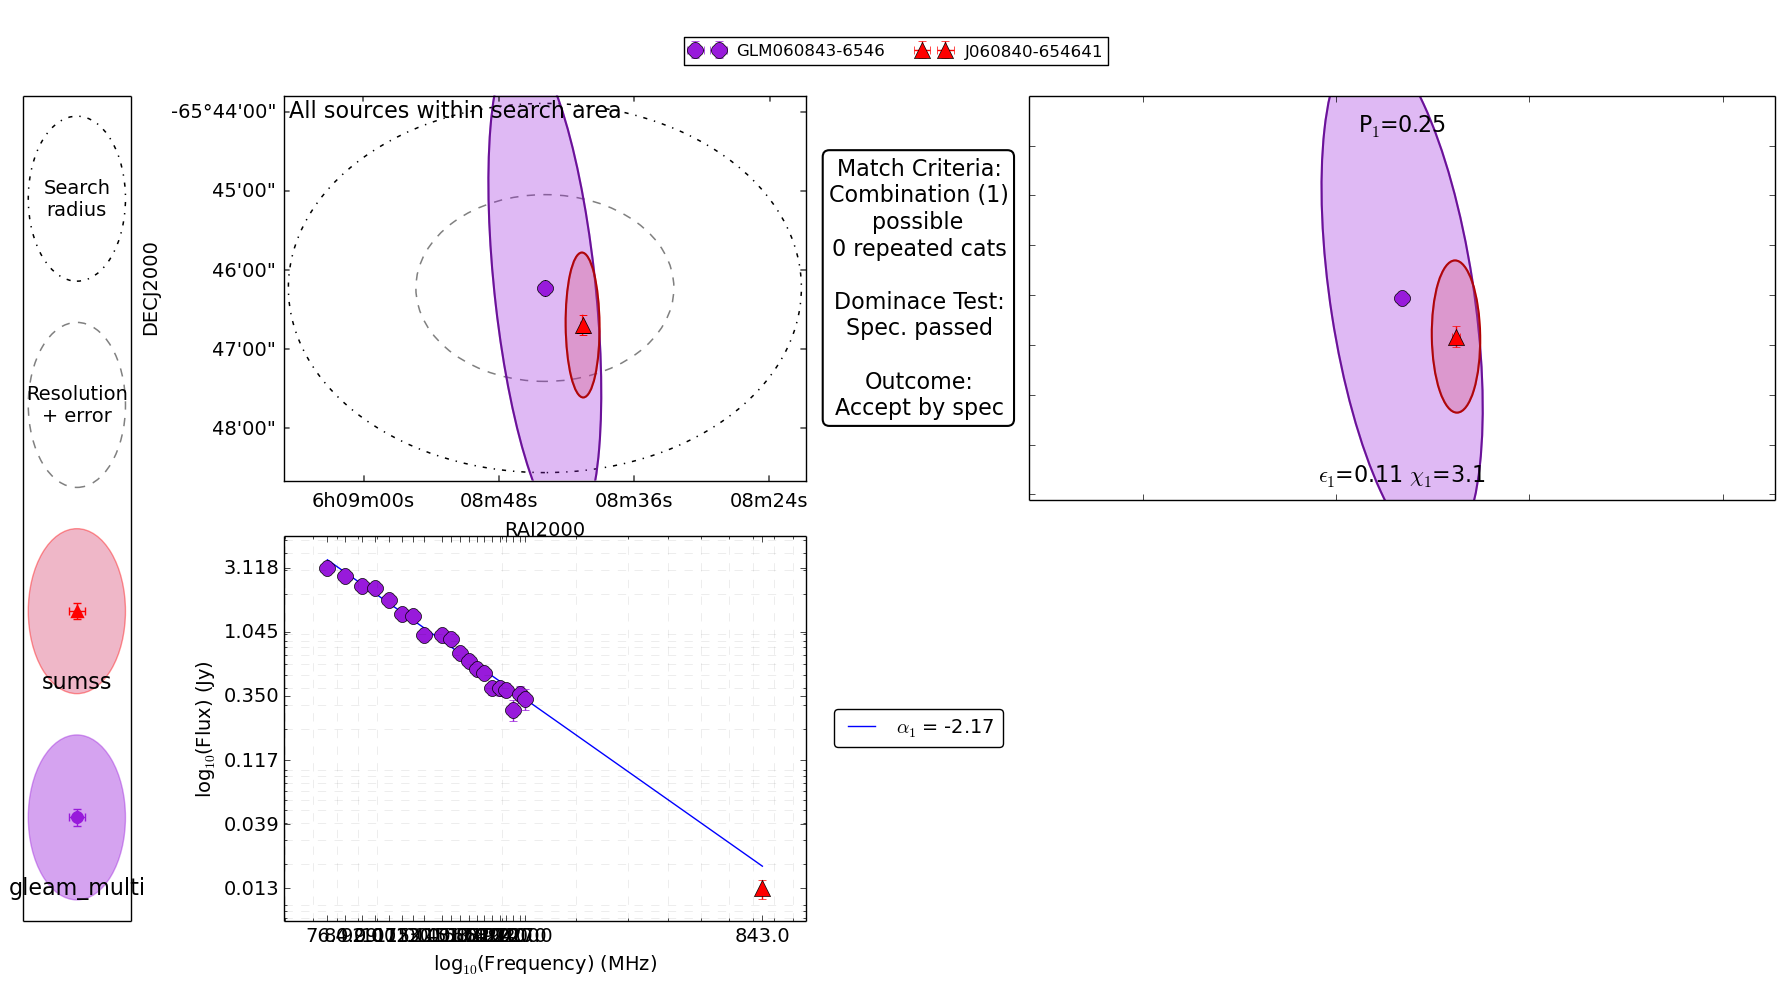 GLM060843-6546 J060840-654641
Search
radius
Resolution
+ error
sumss
gleam_multi
All sources within search area
DECJ2000
-65°44'00"
45'00"
46'00"
47'00"
48'00"
6h09m00s 08m48s 08m36s 08m24s
RAJ2000
Match Criteria:
Combination (1)
possible
0 repeated cats
Dominace Test:
Spec. passed
Outcome:
Accept by spec
P₁=0.25
ϵ₁=0.11 χ₁=3.1
log₁₀(Flux) (Jy)
3.118
1.045
0.350
0.117
0.039
0.013
843.0
log₁₀(Frequency) (MHz)
α₁ = -2.17